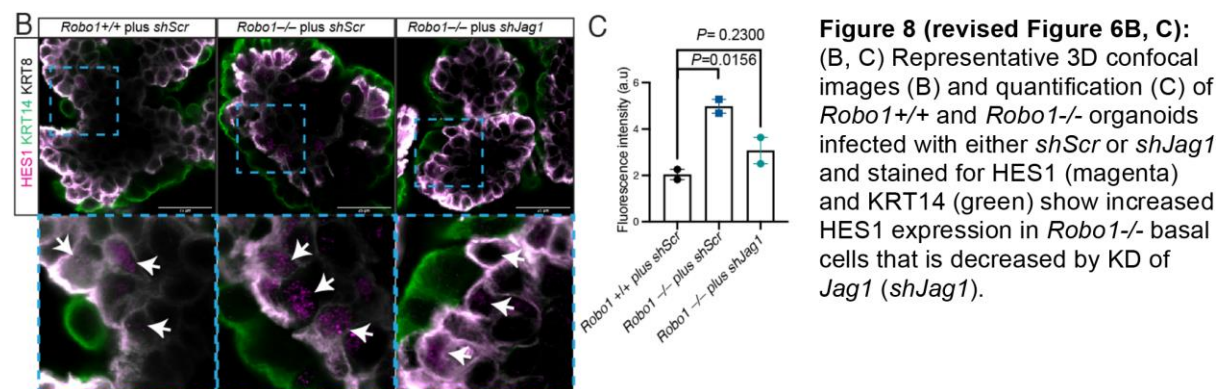 B
Robo1+/+ plus shScr
Robo1–/– plus shScr
Robo1–/– plus shJag1
HES1 KRT14 KRT8
C
P= 0.2300
P=0.0156
Fluorescence intensity (a.u)
6
4
2
0
Robo1 +/+ plus shScr
Robo1 –/– plus shScr
Robo1 –/– plus shJag1
Figure 8 (revised Figure 6B, C):
(B, C) Representative 3D confocal
images (B) and quantification (C) of
Robo1+/+ and Robo1-/- organoids
infected with either shScr or shJag1
and stained for HES1 (magenta)
and KRT14 (green) show increased
HES1 expression in Robo1-/- basal
cells that is decreased by KD of
Jag1 (shJag1).